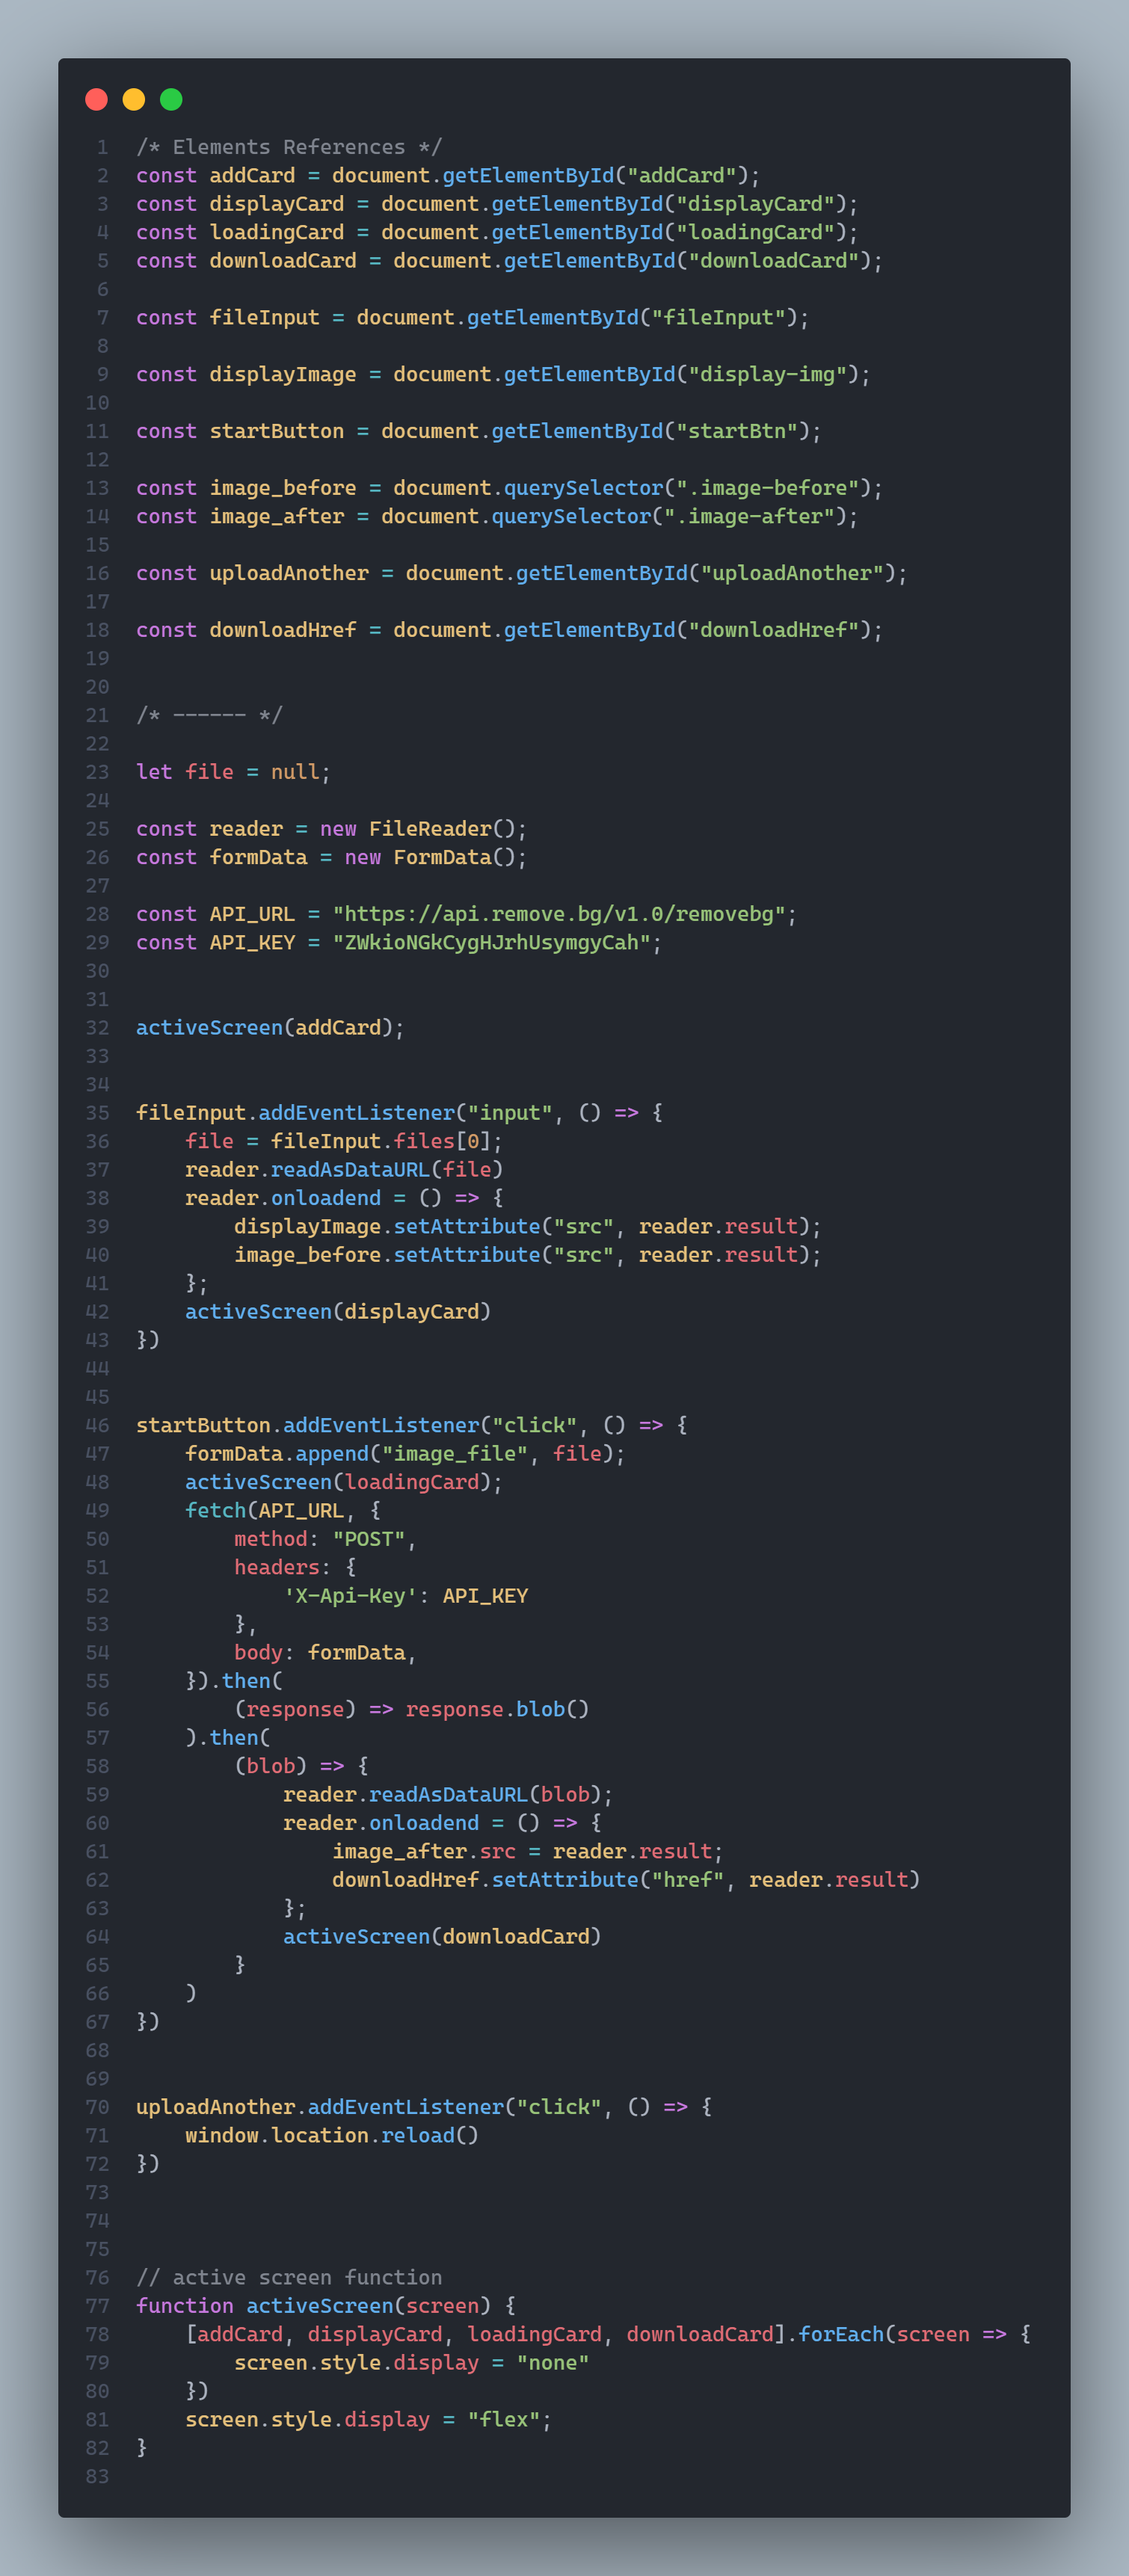 1 /* Elements References */
2 const addCard = document.getElementById("addCard");
3 const displayCard = document.getElementById("displayCard");
4 const loadingCard = document.getElementById("loadingCard");
5 const downloadCard = document.getElementById("downloadCard");
6
7 const fileInput = document.getElementById("fileInput");
8
9 const displayImage = document.getElementById("display-img");
10
11 const startButton = document.getElementById("startBtn");
12
13 const image_before = document.querySelector(".image-before");
14 const image_after = document.querySelector(".image-after");
15
16 const uploadAnother = document.getElementById("uploadAnother");
17
18 const downloadHref = document.getElementById("downloadHref");
19
20
21 /* ------ */
22
23 let file = null;
24
25 const reader = new FileReader();
26 const formData = new FormData();
27
28 const API_URL = "https://api.remove.bg/v1.0/removebg";
29 const API_KEY = "ZWkioNGkCygHJrhUsymgyCah";
30
31
32 activeScreen(addCard);
33
34
35 fileInput.addEventListener("input", () => {
36     file = fileInput.files[0];
37     reader.readAsDataURL(file)
38     reader.onloadend = () => {
39         displayImage.setAttribute("src", reader.result);
40         image_before.setAttribute("src", reader.result);
41     };
42     activeScreen(displayCard)
43 })
44
45
46 startButton.addEventListener("click", () => {
47     formData.append("image_file", file);
48     activeScreen(loadingCard);
49     fetch(API_URL, {
50         method: "POST",
51         headers: {
52             'X-Api-Key': API_KEY
53         },
54         body: formData,
55     }).then(
56         (response) => response.blob()
57     ).then(
58         (blob) => {
59             reader.readAsDataURL(blob);
60             reader.onloadend = () => {
61                 image_after.src = reader.result;
62                 downloadHref.setAttribute("href", reader.result)
63             };
64             activeScreen(downloadCard)
65         }
66     )
67 })
68
69
70 uploadAnother.addEventListener("click", () => {
71     window.location.reload()
72 })
73
74
75
76 // active screen function
77 function activeScreen(screen) {
78     [addCard, displayCard, loadingCard, downloadCard].forEach(screen => {
79         screen.style.display = "none"
80     })
81     screen.style.display = "flex";
82 }
83